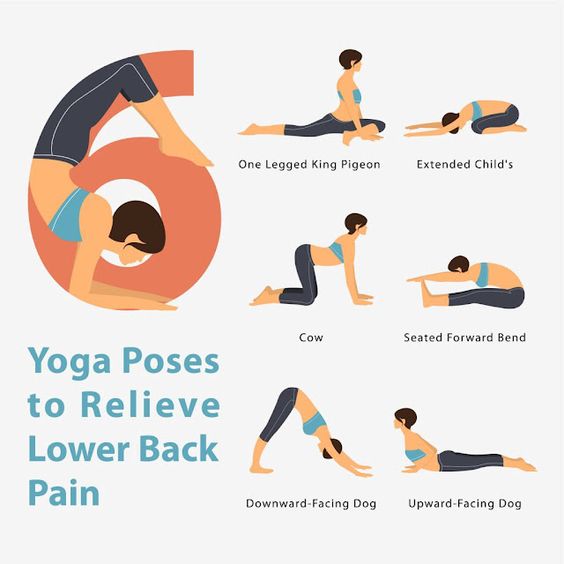 6
Yoga Poses
to Relieve
Lower Back
Pain
One Legged King Pigeon
Extended Child's
Cow
Seated Forward Bend
Downward-Facing Dog
Upward-Facing Dog